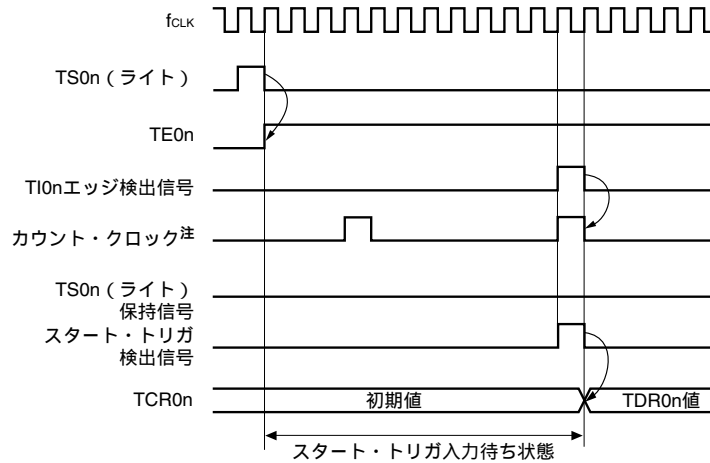 fCLK
TS0n（ライト）
TE0n
TI0nエッジ検出信号
カウント・クロック注
TS0n（ライト）
保持信号
スタート・トリガ
検出信号
TCR0n
初期値
TDR0n値
スタート・トリガ入力待ち状態